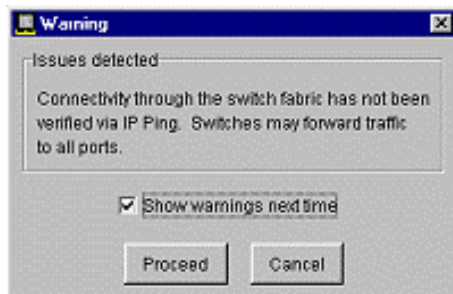 Warning
Issues detected
Connectivity through the switch fabric has not been
verified via IP Ping. Switches may forward traffic
to all ports.
Show warnings next time
Proceed Cancel